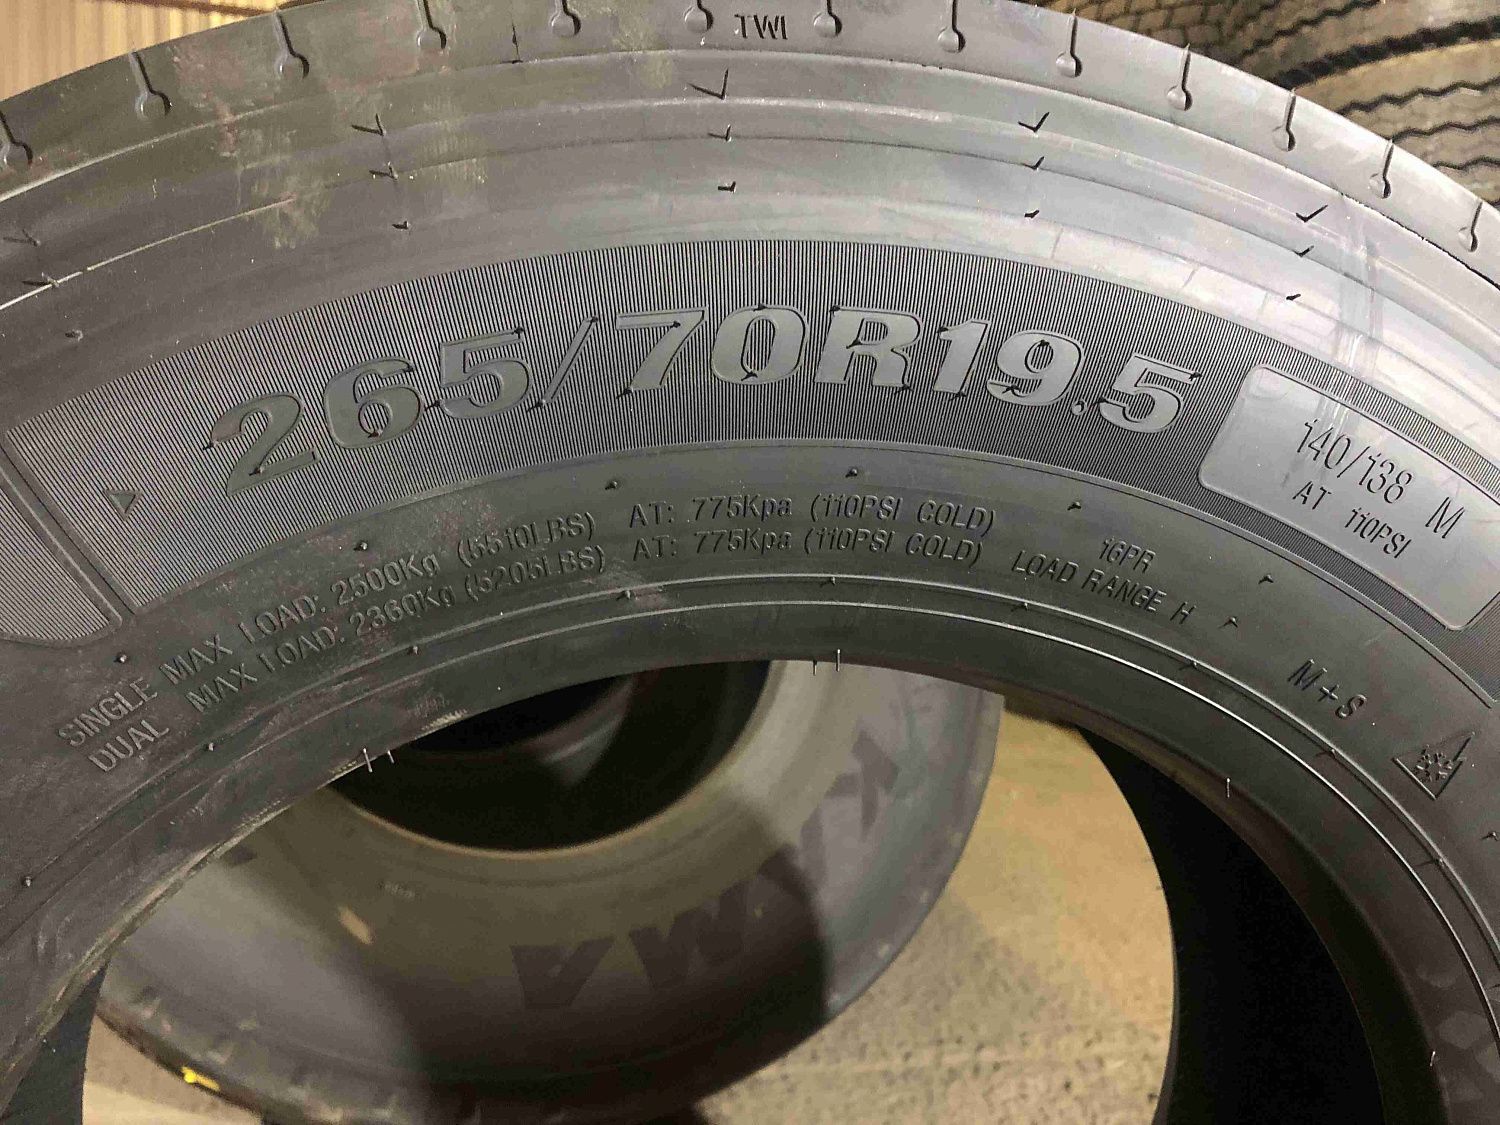 TWI
265/70R19.5
140/138 M
AT 110PSI
SINGLE MAX LOAD: 2500Kg (5510LBS) AT: 775Kpa (110PSI COLD)
DUAL MAX LOAD: 2360Kg (5205LBS) AT: 775Kpa (110PSI COLD)
16PR
LOAD RANGE H
M+S